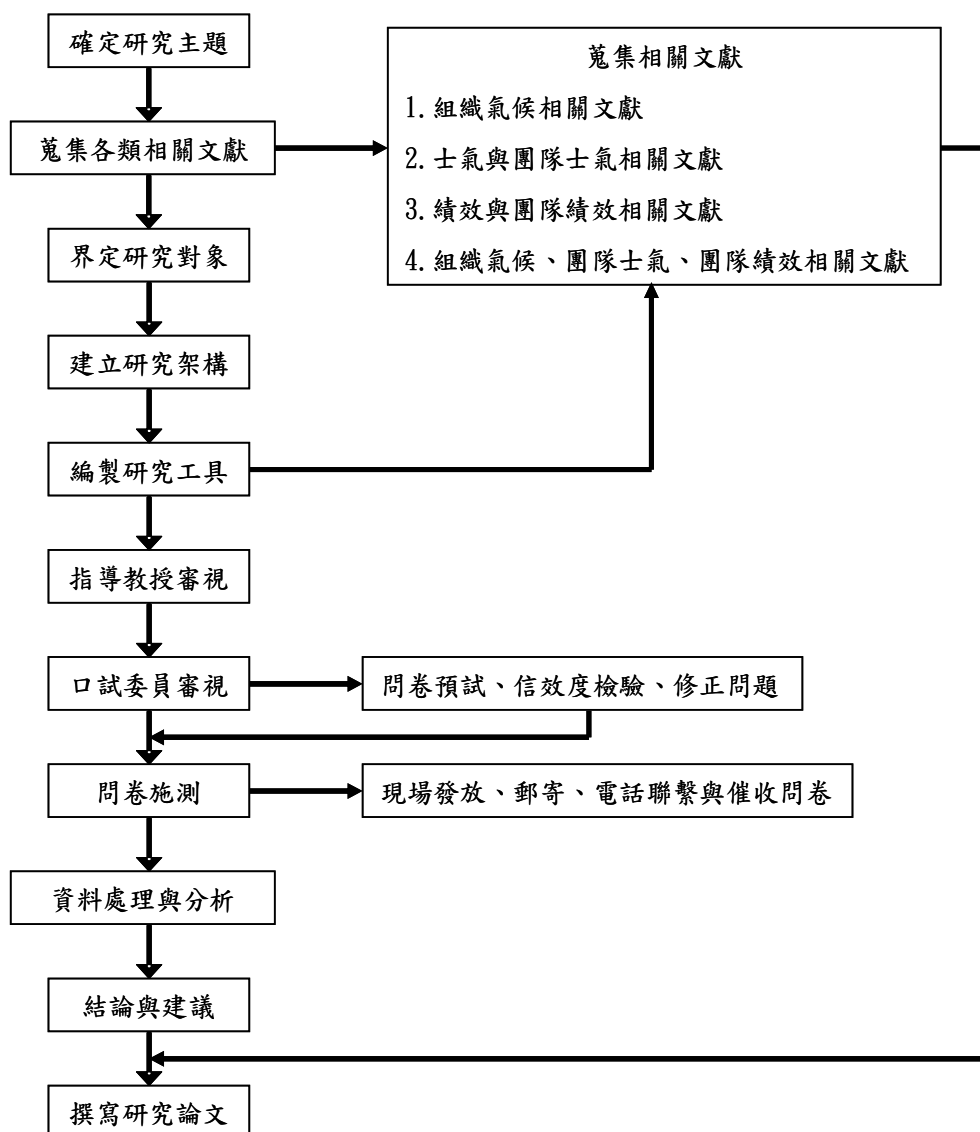 確定研究主題
蒐集各類相關文獻
蒐集相關文獻
1.組織氣候相關文獻
2.士氣與團隊士氣相關文獻
3.績效與團隊績效相關文獻
4.組織氣候、團隊士氣、團隊績效相關文獻
界定研究對象
建立研究架構
編製研究工具
指導教授審視
口試委員審視
問卷預試、信效度檢驗、修正問題
問卷施測
現場發放、郵寄、電話聯繫與催收問卷
資料處理與分析
結論與建議
撰寫研究論文